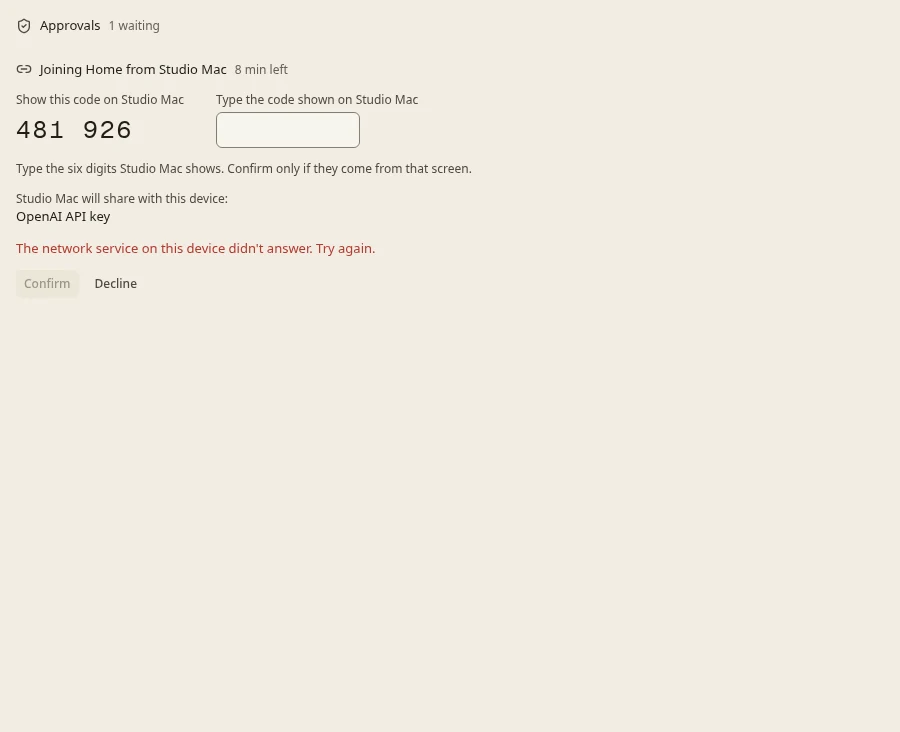 Approvals 1 waiting
Joining Home from Studio Mac 8 min left
Show this code on Studio Mac
481 926
Type the code shown on Studio Mac
Type the six digits Studio Mac shows. Confirm only if they come from that screen.
Studio Mac will share with this device:
OpenAI API key
The network service on this device didn't answer. Try again.
Confirm Decline